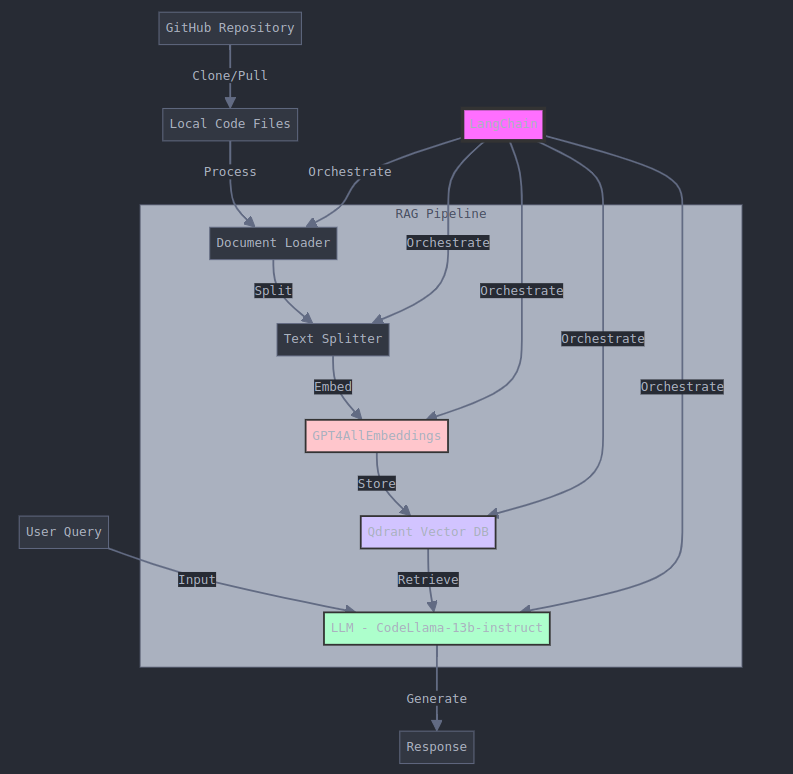 GitHub Repository
Clone/Pull
Local Code Files
LangChain
Process
Orchestrate
RAG Pipeline
Document Loader
Orchestrate
Split
Orchestrate
Text Splitter
Orchestrate
Embed
Orchestrate
GPT4AllEmbeddings
Store
User Query
Qdrant Vector DB
Input
Retrieve
LLM - CodeLlama-13b-instruct
Generate
Response